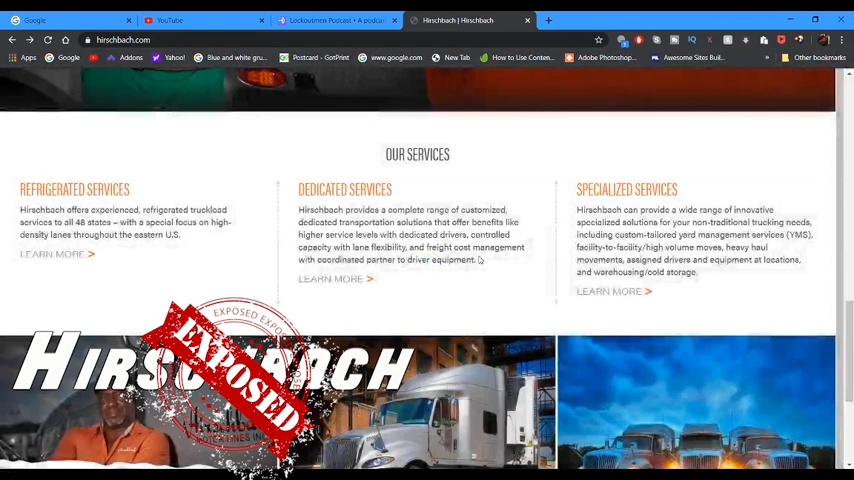 Google
YouTube
Lockoutmen Podcast • A podca
Hirschbach | Hirschbach
hirschbach.com
Apps
Google
YouTube
Addons
Yahoo!
Blue and white gru...
Postcard - GotPrint
www.google.com
New Tab
How to Use Conten...
Adobe Photoshop...
Awesome Sites Buil...
Other bookmarks
OUR SERVICES
REFRIGERATED SERVICES
Hirschbach offers experienced, refrigerated truckload
services to all 48 states – with a special focus on high-
density lanes throughout the eastern U.S.
LEARN MORE >
DEDICATED SERVICES
Hirschbach provides a complete range of customized,
dedicated transportation solutions that offer benefits like
higher service levels with dedicated drivers, controlled
capacity with lane flexibility, and freight cost management
with coordinated partner to driver equipment.
LEARN MORE >
SPECIALIZED SERVICES
Hirschbach can provide a wide range of innovative
specialized solutions for your non-traditional trucking needs,
including custom-tailored yard management services (YMS),
facility-to-facility/high volume moves, heavy haul
movements, assigned drivers and equipment at locations,
and warehousing/cold storage.
LEARN MORE >
HIRSCHBACH
EXPOSED EXPOSED
EXPOSED